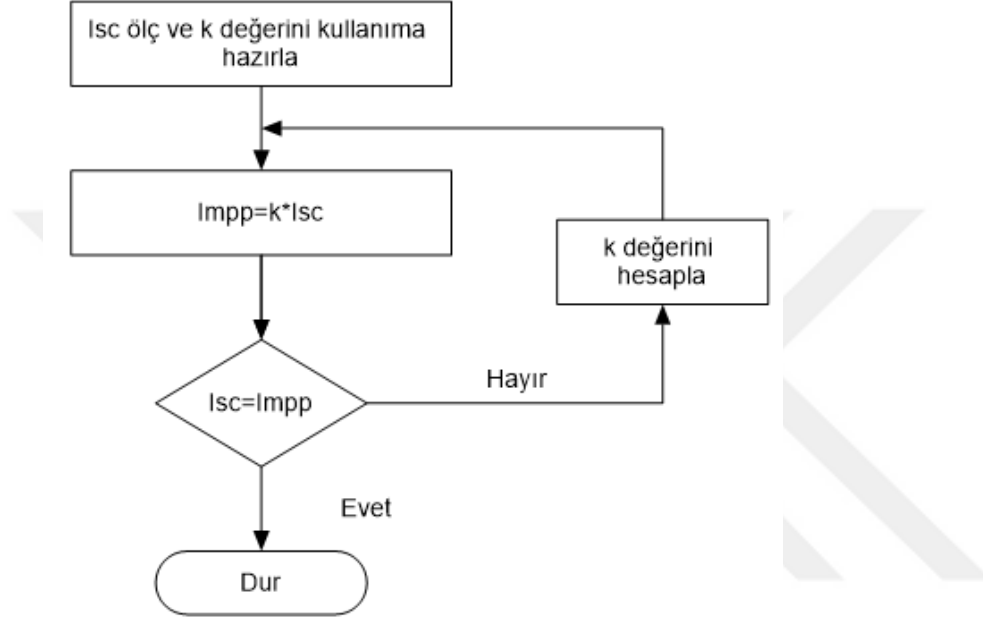 Isc ölç ve k değerini kullanıma
hazırla
Impp=k*Isc
k değerini
hesapla
Isc=Impp
Hayır
Evet
Dur